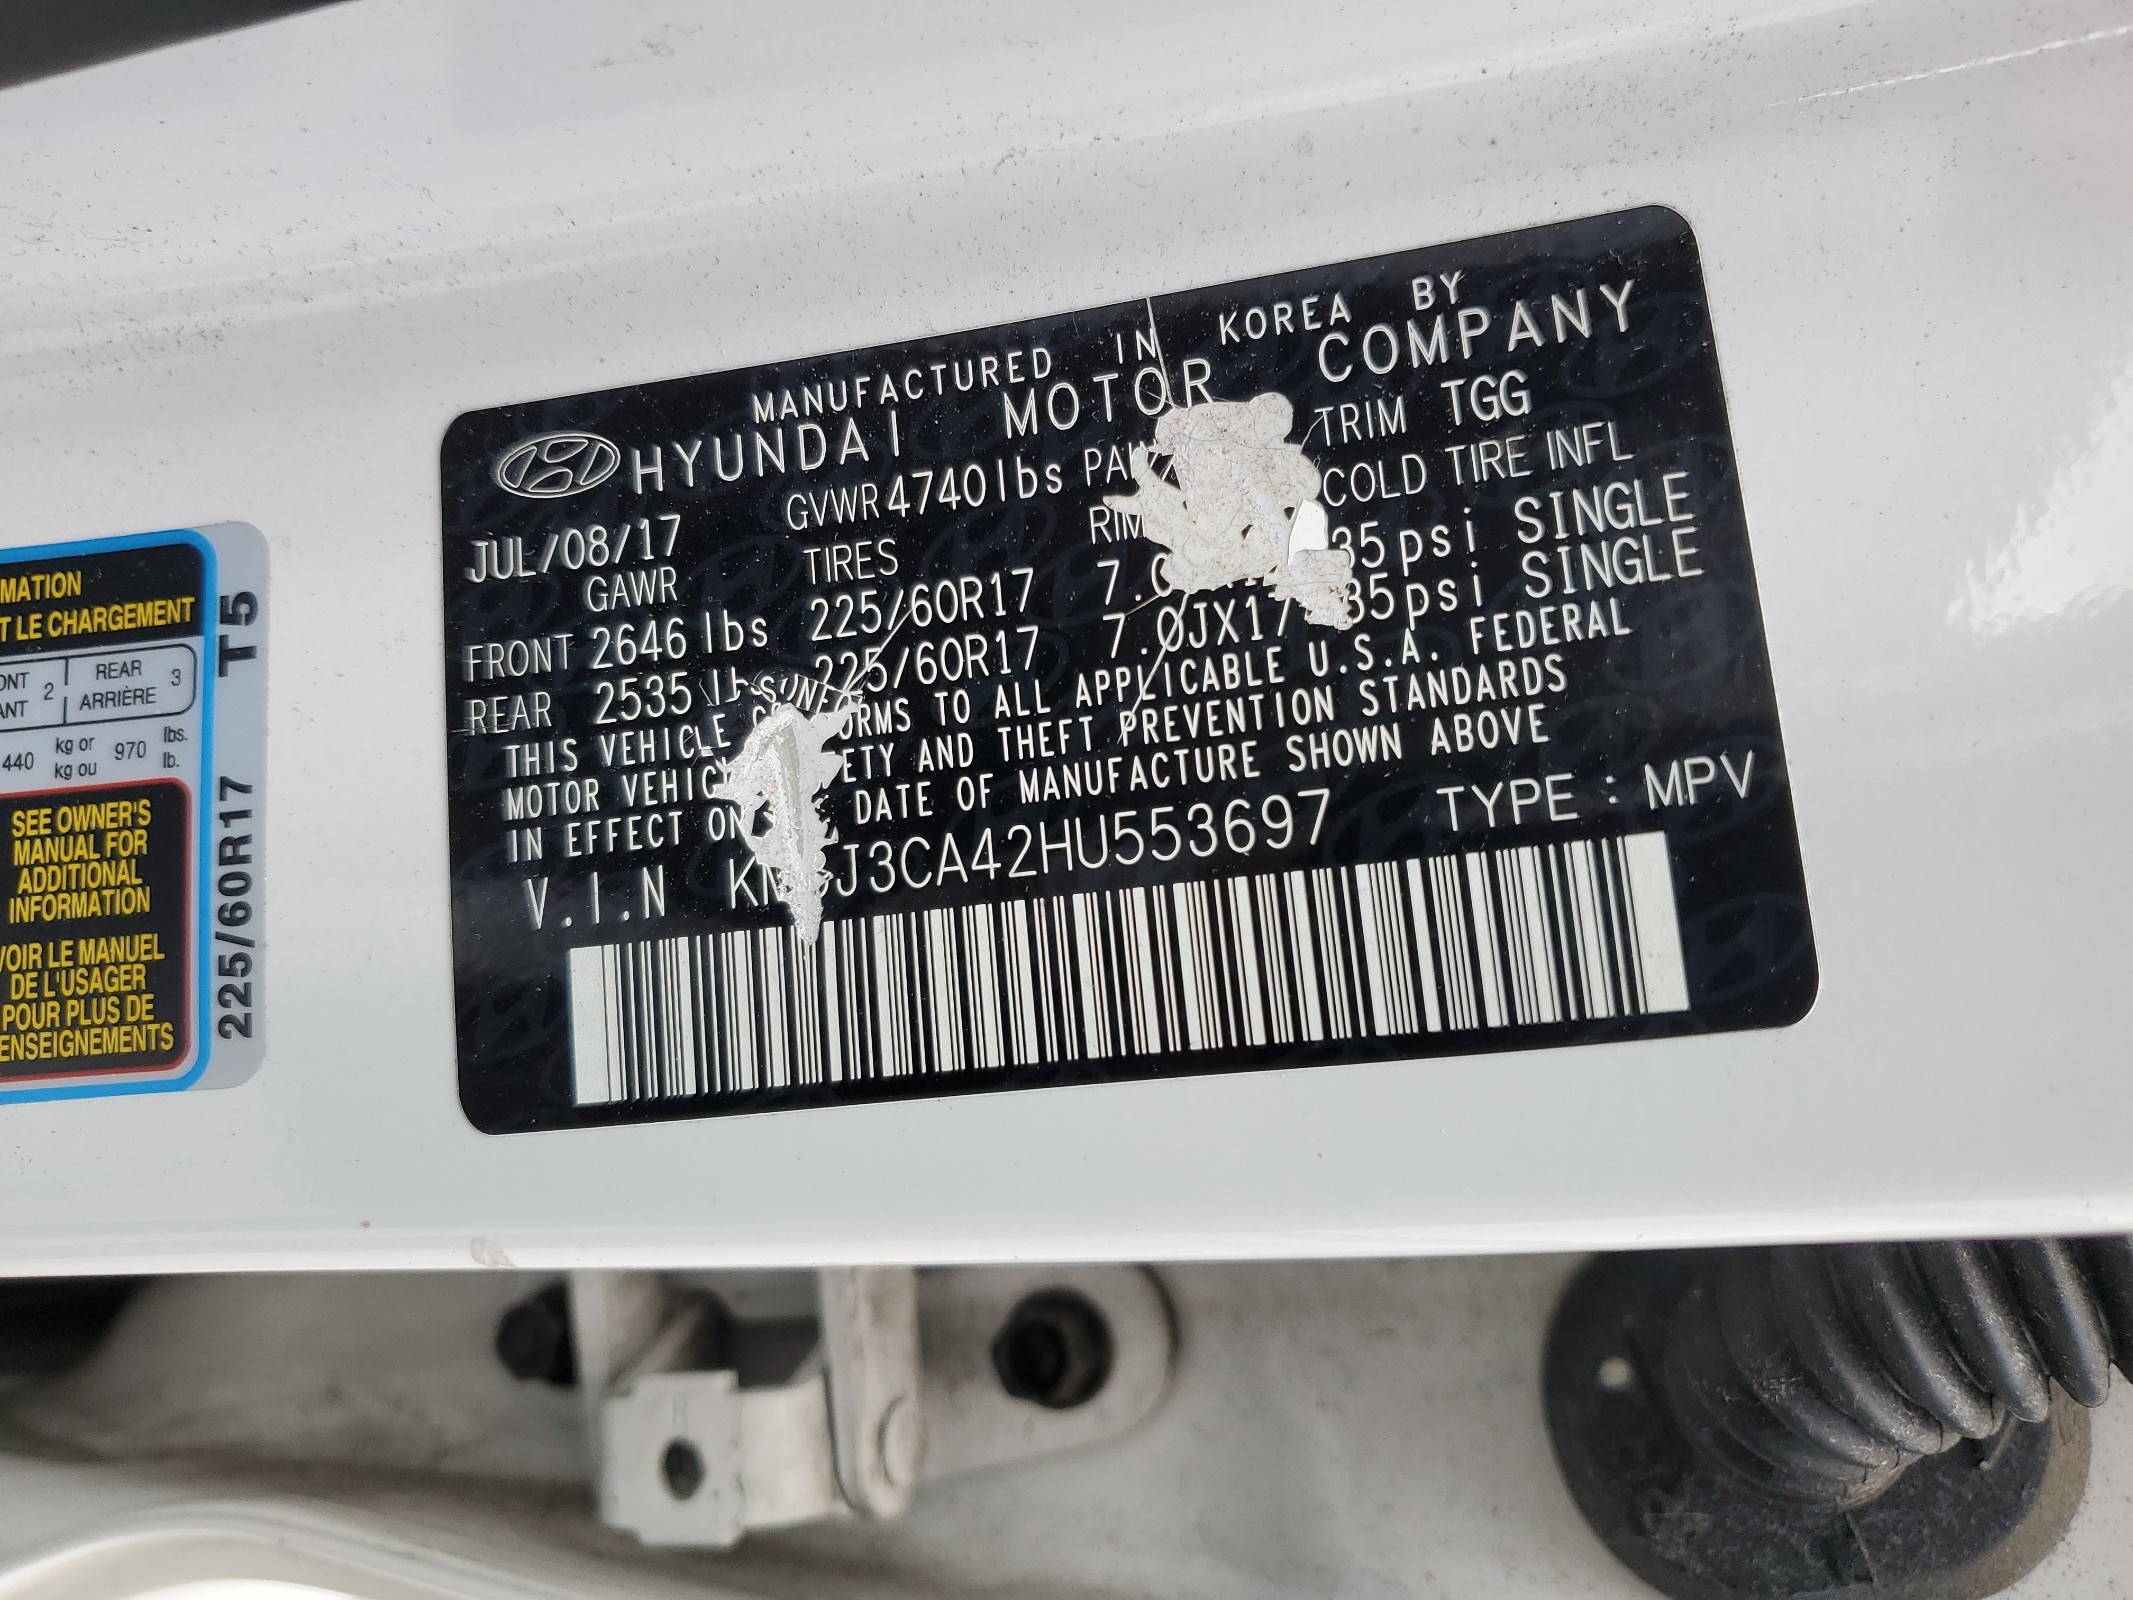 MANUFACTURED IN KOREA BY
HYUNDAI MOTOR COMPANY
JUL/08/17 GVWR 4740lbs TRIM TGG
GAWR TIRES COLD TIRE INFL
FRONT 2646 lbs 225/60R17 35psi SINGLE
REAR 2535 225/60R17 7.0JX17 35psi SINGLE
THIS VEHICLE TO ALL APPLICABLE U.S.A. FEDERAL
MOTOR AND THEFT PREVENTION STANDARDS
IN EFFECT ON DATE OF MANUFACTURE SHOWN ABOVE
V.I.N J3CA42HU553697 TYPE : MPV
MATION
T LE CHARGEMENT
ONT 2 REAR 3
ANT ARRIÈRE
440 kg or 970 lbs.
kg ou lb.
SEE OWNER'S
MANUAL FOR
ADDITIONAL
INFORMATION
VOIR LE MANUEL
DE L'USAGER
POUR PLUS DE
ENSEIGNEMENTS
225/60R17 T5